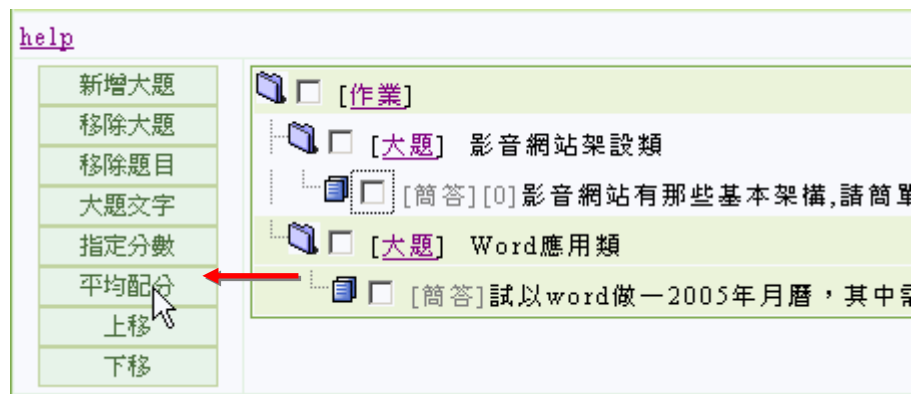 help
新增大題
移除大題
移除題目
大題文字
指定分數
平均配分
上移
下移
[作業]
[大題] 影音網站架設類
[簡答][0]影音網站有那些基本架構,請簡單
[大題] Word應用類
[簡答]試以word做一2005年月曆，其中需